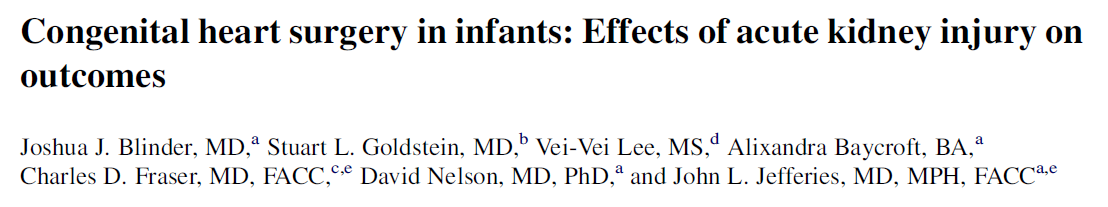 Congenital heart surgery in infants: Effects of acute kidney injury on
outcomes
Joshua J. Blinder, MD,a Stuart L. Goldstein, MD,b Vei-Vei Lee, MS,d Alixandra Baycroft, BA,a
Charles D. Fraser, MD, FACC,c,e David Nelson, MD, PhD,a and John L. Jefferies, MD, MPH, FACCa,e